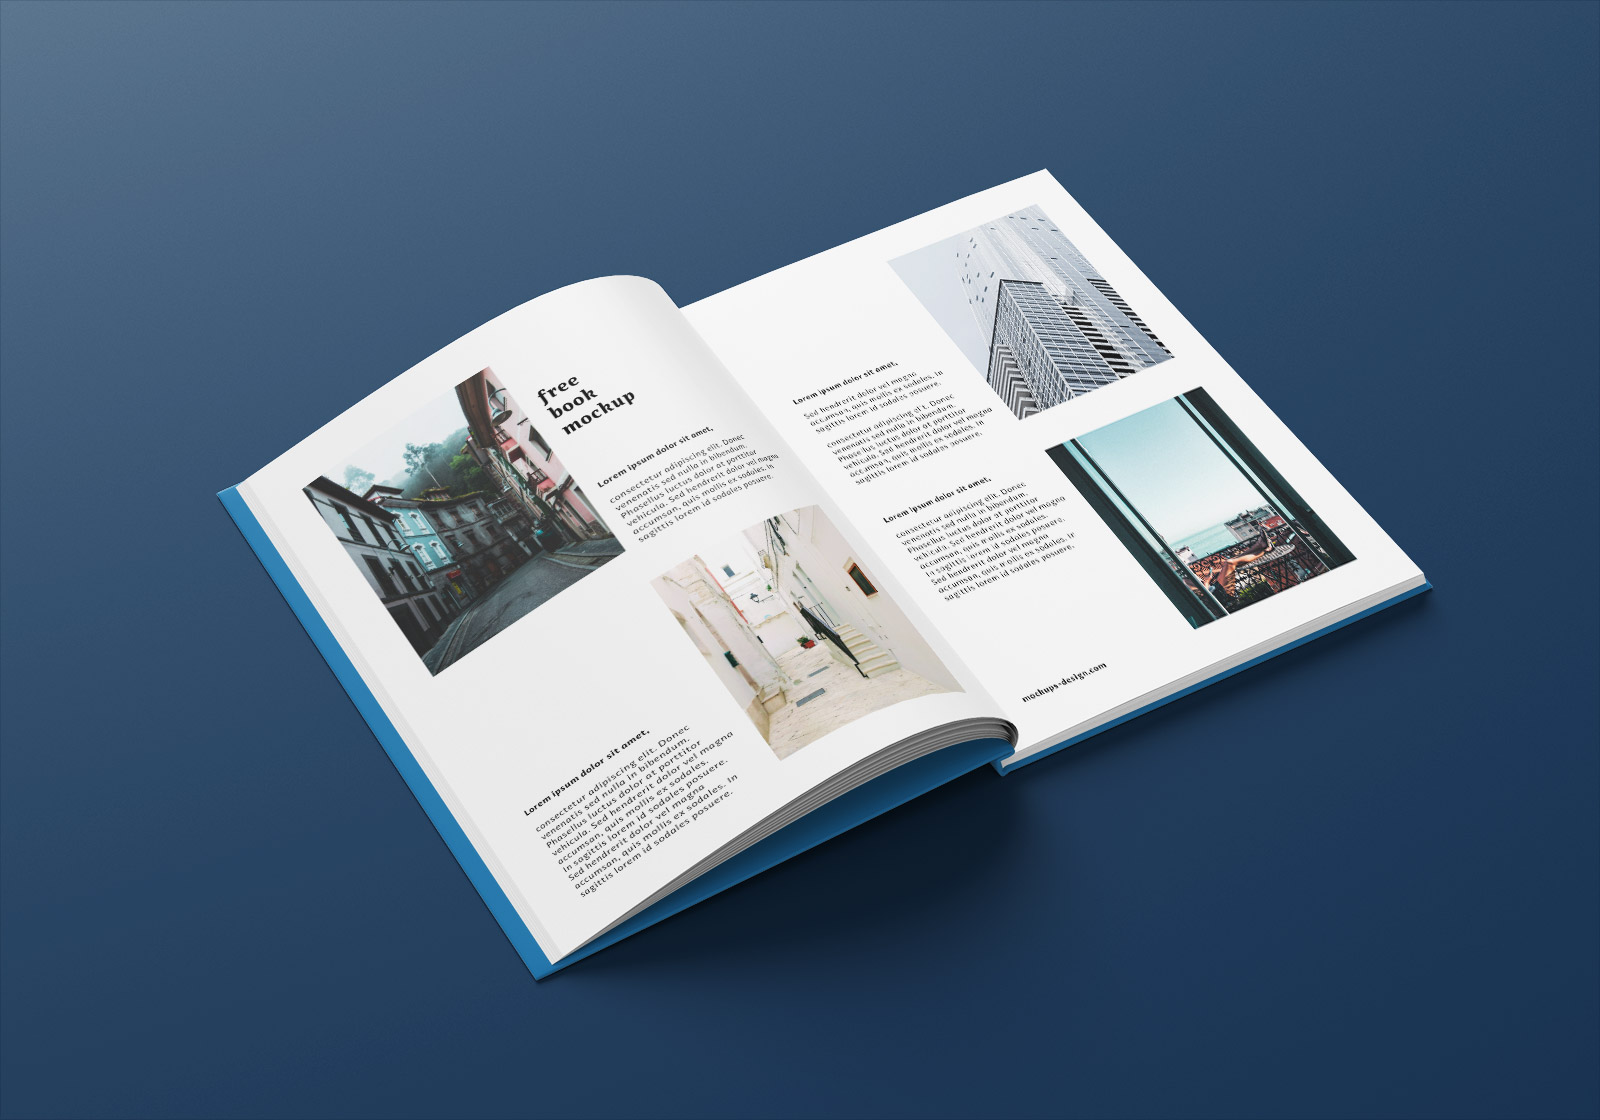 free
book
mockup
Lorem ipsum dolor sit amet,
consectetur adipiscing elit. Donec
venenatis sed nulla in bibendum.
Phasellus luctus dolor at porttitor
vehicula. Sed hendrerit dolor vel magna
accumsan, quis mollis ex sodales. In
sagittis lorem id sodales posuere.
Lorem ipsum dolor sit amet,
consectetur adipiscing elit. Donec
venenatis sed nulla in bibendum.
Phasellus luctus dolor at porttitor
vehicula. Sed hendrerit dolor vel magna
accumsan, quis mollis ex sodales.
In sagittis lorem id sodales posuere.
Sed hendrerit dolor vel magna
accumsan, quis mollis ex sodales. In
sagittis lorem id sodales posuere.
Lorem ipsum dolor sit amet,
Sed hendrerit dolor vel magna
accumsan, quis mollis ex sodales. In
sagittis lorem id sodales posuere.
consectetur adipiscing elit. Donec
venenatis sed nulla in bibendum.
Phasellus luctus dolor at porttitor
vehicula. Sed hendrerit dolor vel magna
accumsan, quis mollis ex sodales. In
sagittis lorem id sodales posuere.
Lorem ipsum dolor sit amet,
consectetur adipiscing elit. Donec
venenatis sed nulla in bibendum.
Phasellus luctus dolor at porttitor
vehicula. Sed hendrerit dolor vel magna
accumsan, quis mollis ex sodales.
In sagittis lorem id sodales posuere.
Sed hendrerit dolor vel magna
accumsan, quis mollis ex sodales. In
sagittis lorem id sodales posuere.
mockups-design.com